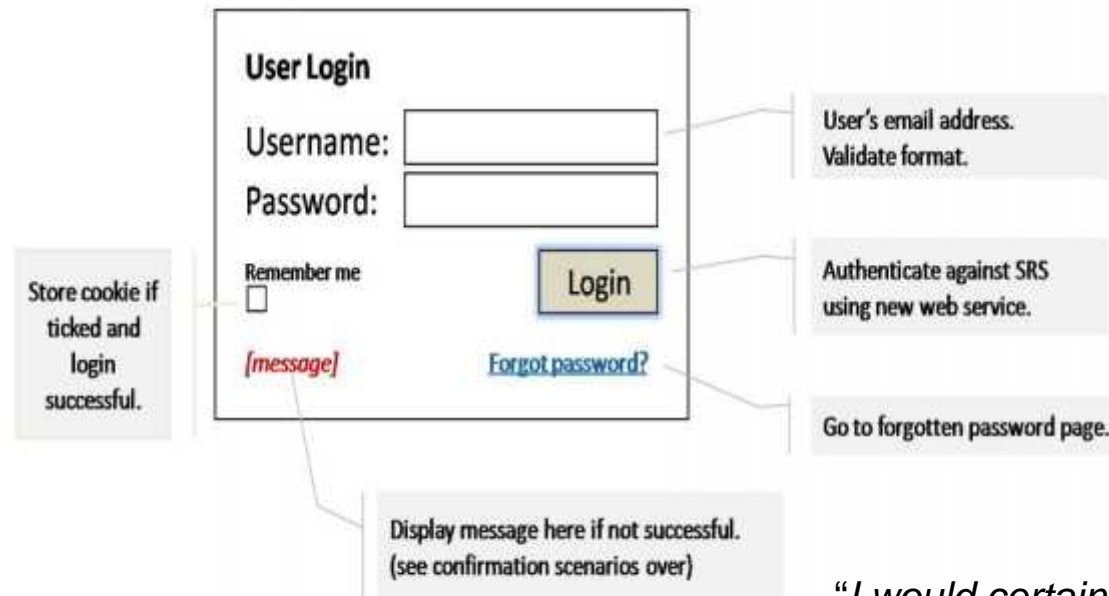 User Login
Username:
Password:
Remember me
Login
[message]
Forgot password?
User's email address.
Validate format.
Authenticate against SRS
using new web service.
Go to forgotten password page.
Store cookie if
ticked and
login
successful.
Display message here if not successful.
(see confirmation scenarios over)
“I would certain